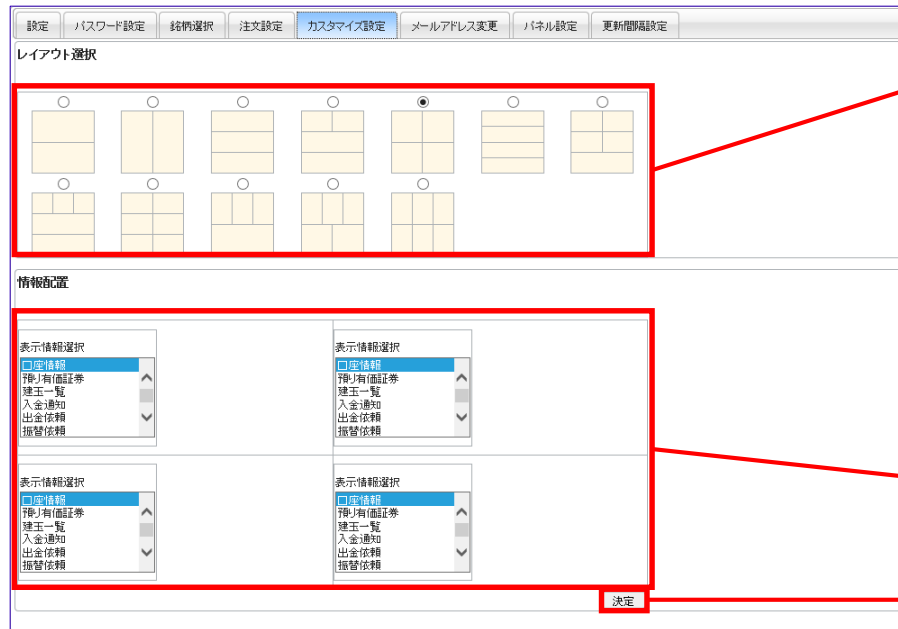 設定 パスワード設定 銘柄選択 注文設定 カスタマイズ設定 メールアドレス変更 パネル設定 更新間隔設定
レイアウト選択
情報配置
表示情報選択 表示情報選択
口座情報 口座情報
預り有価証券 預り有価証券
建玉一覧 建玉一覧
入金通知 入金通知
出金依頼 出金依頼
振替依頼 振替依頼
表示情報選択 表示情報選択
口座情報 口座情報
預り有価証券 預り有価証券
建玉一覧 建玉一覧
入金通知 入金通知
出金依頼 出金依頼
振替依頼 振替依頼
決定